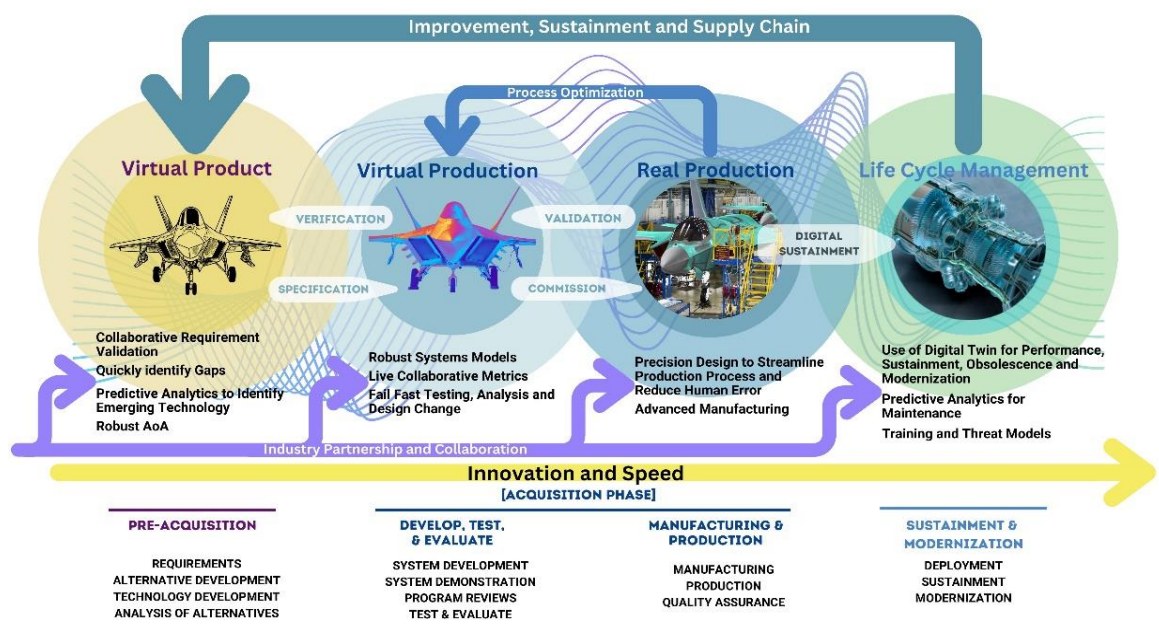 Improvement, Sustainment and Supply Chain
Process Optimization
Virtual Product
Virtual Production
Real Production
Life Cycle Management
VERIFICATION
VALIDATION
DIGITAL
SUSTAINMENT
SPECIFICATION
COMMISSION
Collaborative Requirement
Validation
Quickly identify Gaps
Predictive Analytics to Identify
Emerging Technology
Robust AoA
Robust Systems Models
Live Collaborative Metrics
Fail Fast Testing, Analysis and
Design Change
Precision Design to Streamline
Production Process and
Reduce Human Error
Advanced Manufacturing
Use of Digital Twin for Performance,
Sustainment, Obsolescence and
Modernization
Predictive Analytics for
Maintenance
Training and Threat Models
Industry Partnership and Collaboration
Innovation and Speed
[ACQUISITION PHASE]
PRE-ACQUISITION
REQUIREMENTS
ALTERNATIVE DEVELOPMENT
TECHNOLOGY DEVELOPMENT
ANALYSIS OF ALTERNATIVES
DEVELOP, TEST,
& EVALUATE
SYSTEM DEVELOPMENT
SYSTEM DEMONSTRATION
PROGRAM REVIEWS
TEST & EVALUATE
MANUFACTURING &
PRODUCTION
MANUFACTURING
PRODUCTION
QUALITY ASSURANCE
SUSTAINMENT &
MODERNIZATION
DEPLOYMENT
SUSTAINMENT
MODERNIZATION